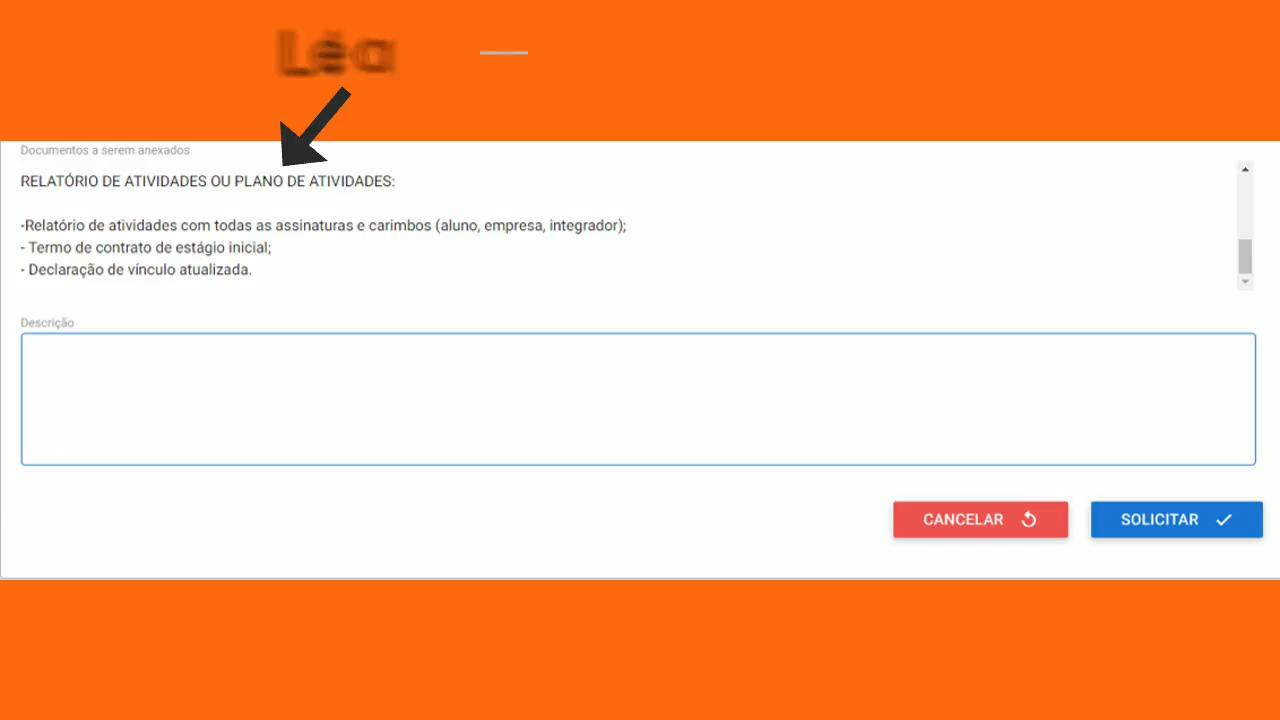 Documentos a serem anexados
RELATÓRIO DE ATIVIDADES OU PLANO DE ATIVIDADES:
-Relatório de atividades com todas as assinaturas e carimbos (aluno, empresa, integrador);
- Termo de contrato de estágio inicial;
- Declaração de vínculo atualizada.
Descrição
CANCELAR
SOLICITAR